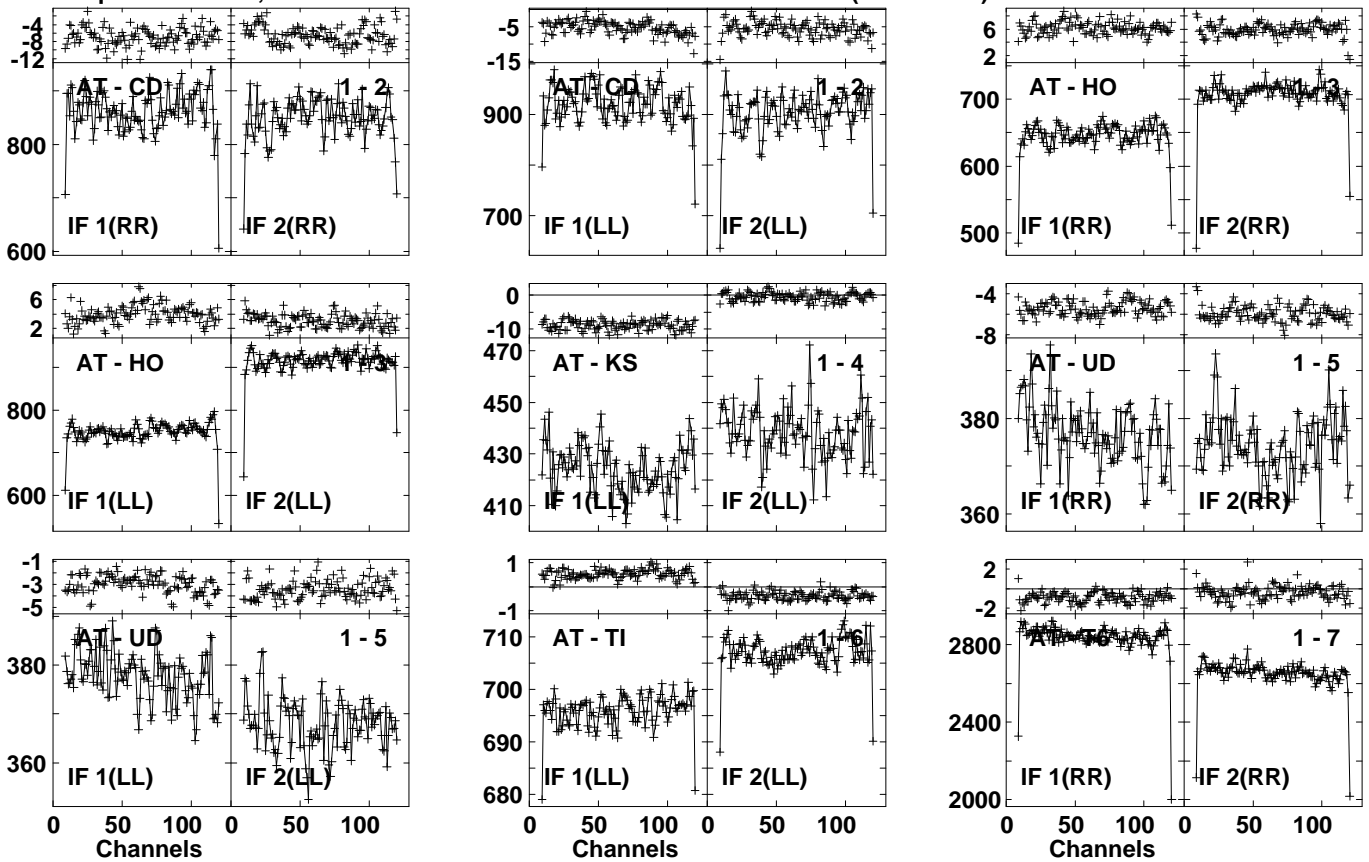 -4
-8
-12
AT - CD
1 - 2
800
600
IF 1(RR)
IF 2(RR)
-5
-15
AT - CD
1 - 2
900
700
IF 1(LL)
IF 2(LL)
6
2
AT - HO
1 - 3
700
600
500
IF 1(RR)
IF 2(RR)
6
2
AT - HO
1 - 3
800
600
IF 1(LL)
IF 2(LL)
0
-10
470
AT - KS
1 - 4
450
430
410
IF 1(LL)
IF 2(LL)
-4
-8
AT - UD
1 - 5
380
360
IF 1(RR)
IF 2(RR)
-1
-3
-5
AT - UD
1 - 5
380
360
IF 1(LL)
IF 2(LL)
0 50 100 0 50 100
Channels
1
-1
710
AT - TI
1 - 6
700
690
680
IF 1(LL)
IF 2(LL)
0 50 100 0 50 100
Channels
2
-2
2800
1 - 7
2400
2000
IF 1(RR)
IF 2(RR)
0 50 100 0 50 100
Channels